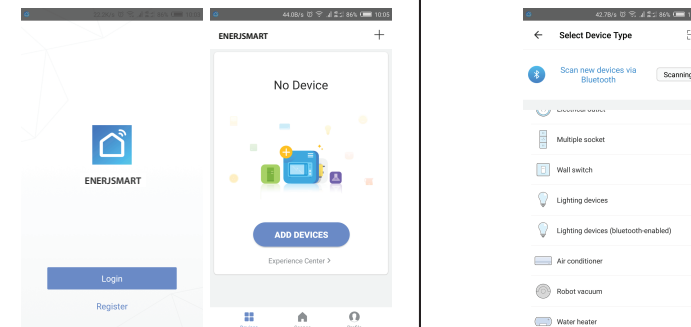 44.0B/s 86% 10:05
ENERJSMART
No Device
ENERJSMART
ADD DEVICES
Experience Center >
Login
Register
42.7B/s 86%
Select Device Type
Scan new devices via
Bluetooth
Scanning
Electrical outlet
Multiple socket
Wall switch
Lighting devices
Lighting devices (bluetooth-enabled)
Air conditioner
Robot vacuum
Water heater